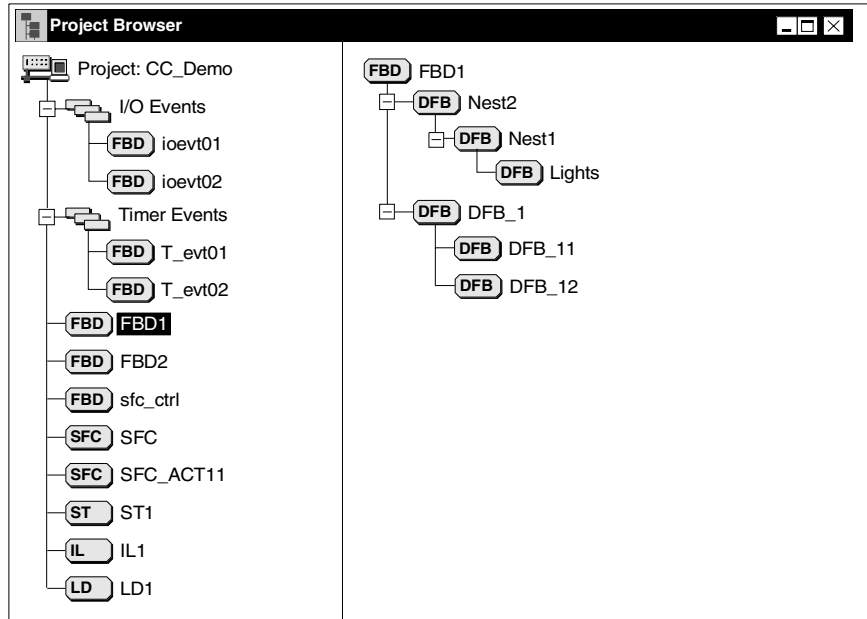 Project Browser
Project: CC_Demo
I/O Events
FBD ioevt01
FBD ioevt02
Timer Events
FBD T_evt01
FBD T_evt02
FBD FBD1
FBD FBD2
FBD sfc_ctrl
SFC SFC
SFC SFC_ACT11
ST ST1
IL IL1
LD LD1
FBD FBD1
DFB Nest2
DFB Nest1
DFB Lights
DFB DFB_1
DFB DFB_11
DFB DFB_12